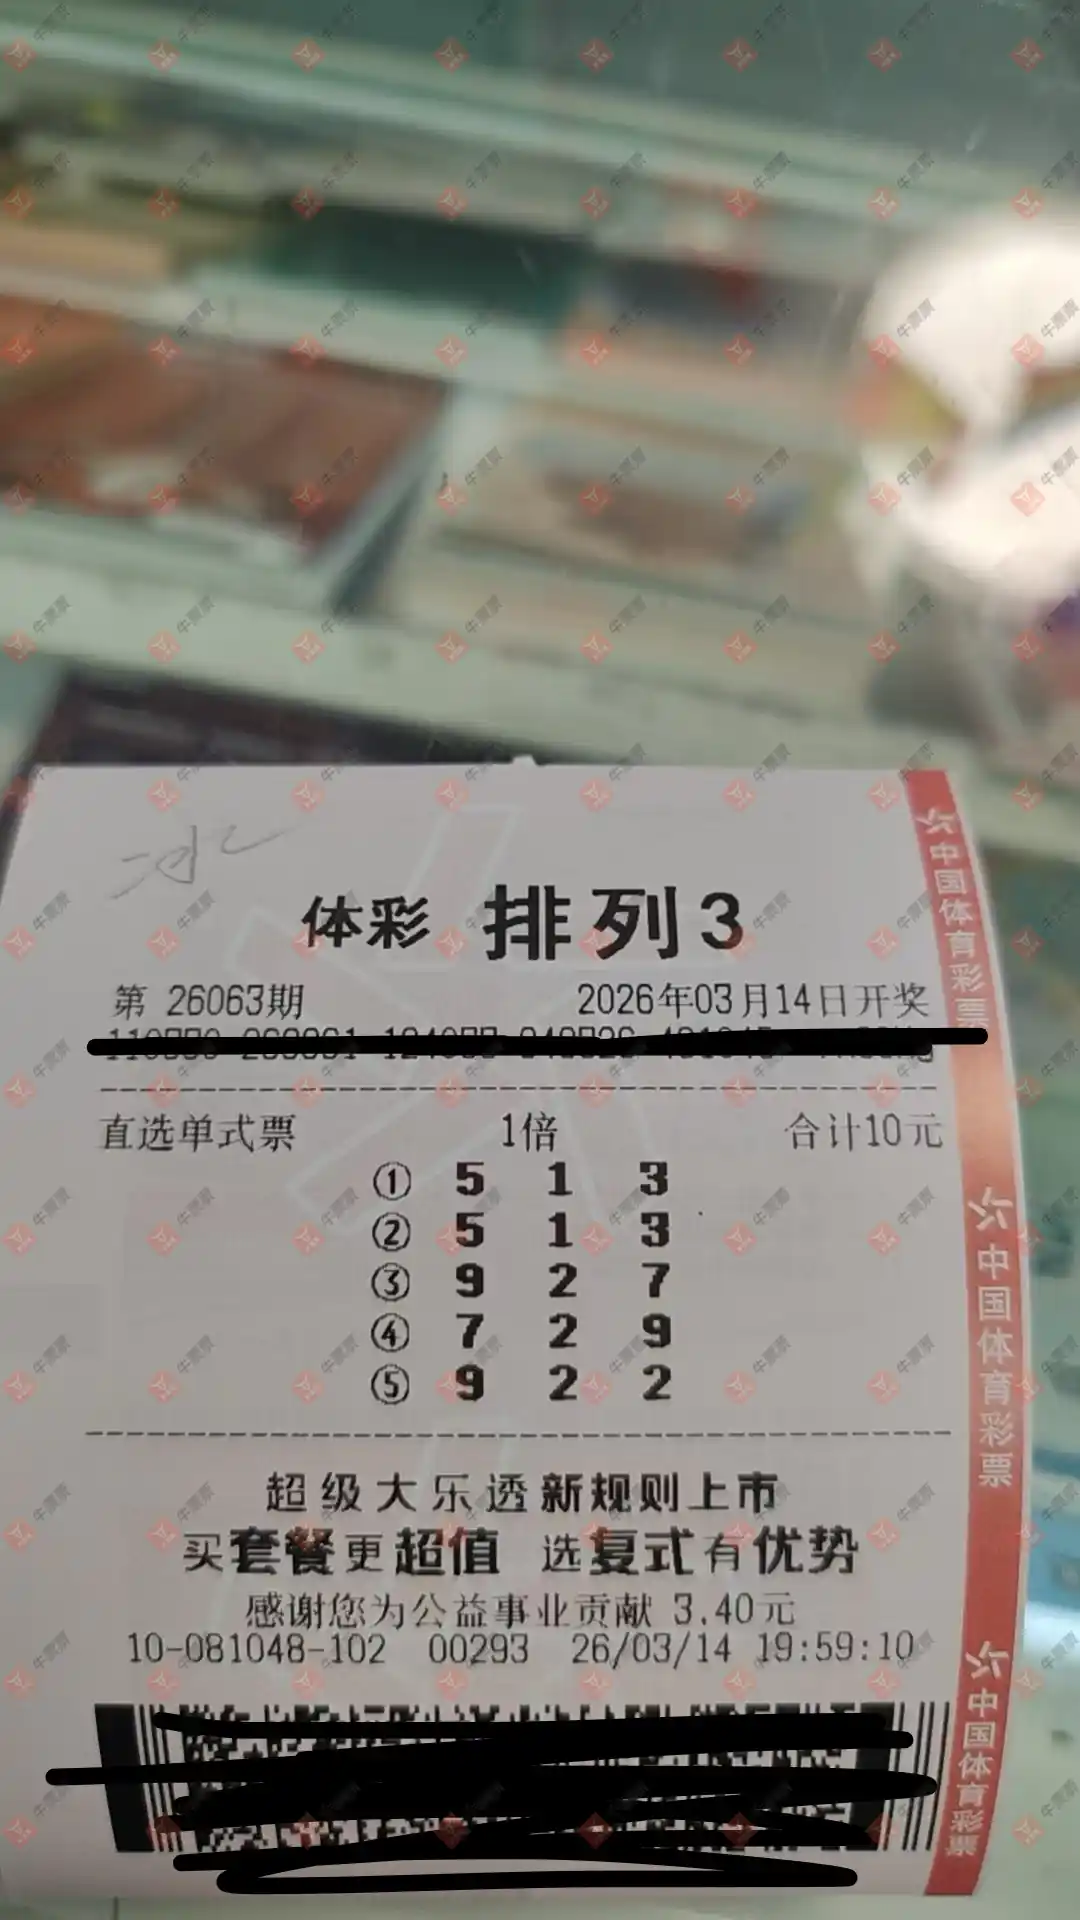 冰
体彩 排列3
第 26063期 2026年03月14日开奖
直选单式票 1倍 合计10元
① 5 1 3
② 5 1 3
③ 9 2 7
④ 7 2 9
⑤ 9 2 2
超级大乐透新规则上市
买套餐更超值 选复式有优势
感谢您为公益事业贡献 3.40元
10-081048-102 00293 26/03/14 19:59:10
中国体育彩票
中国体育彩票
中国体育彩票
牛票票